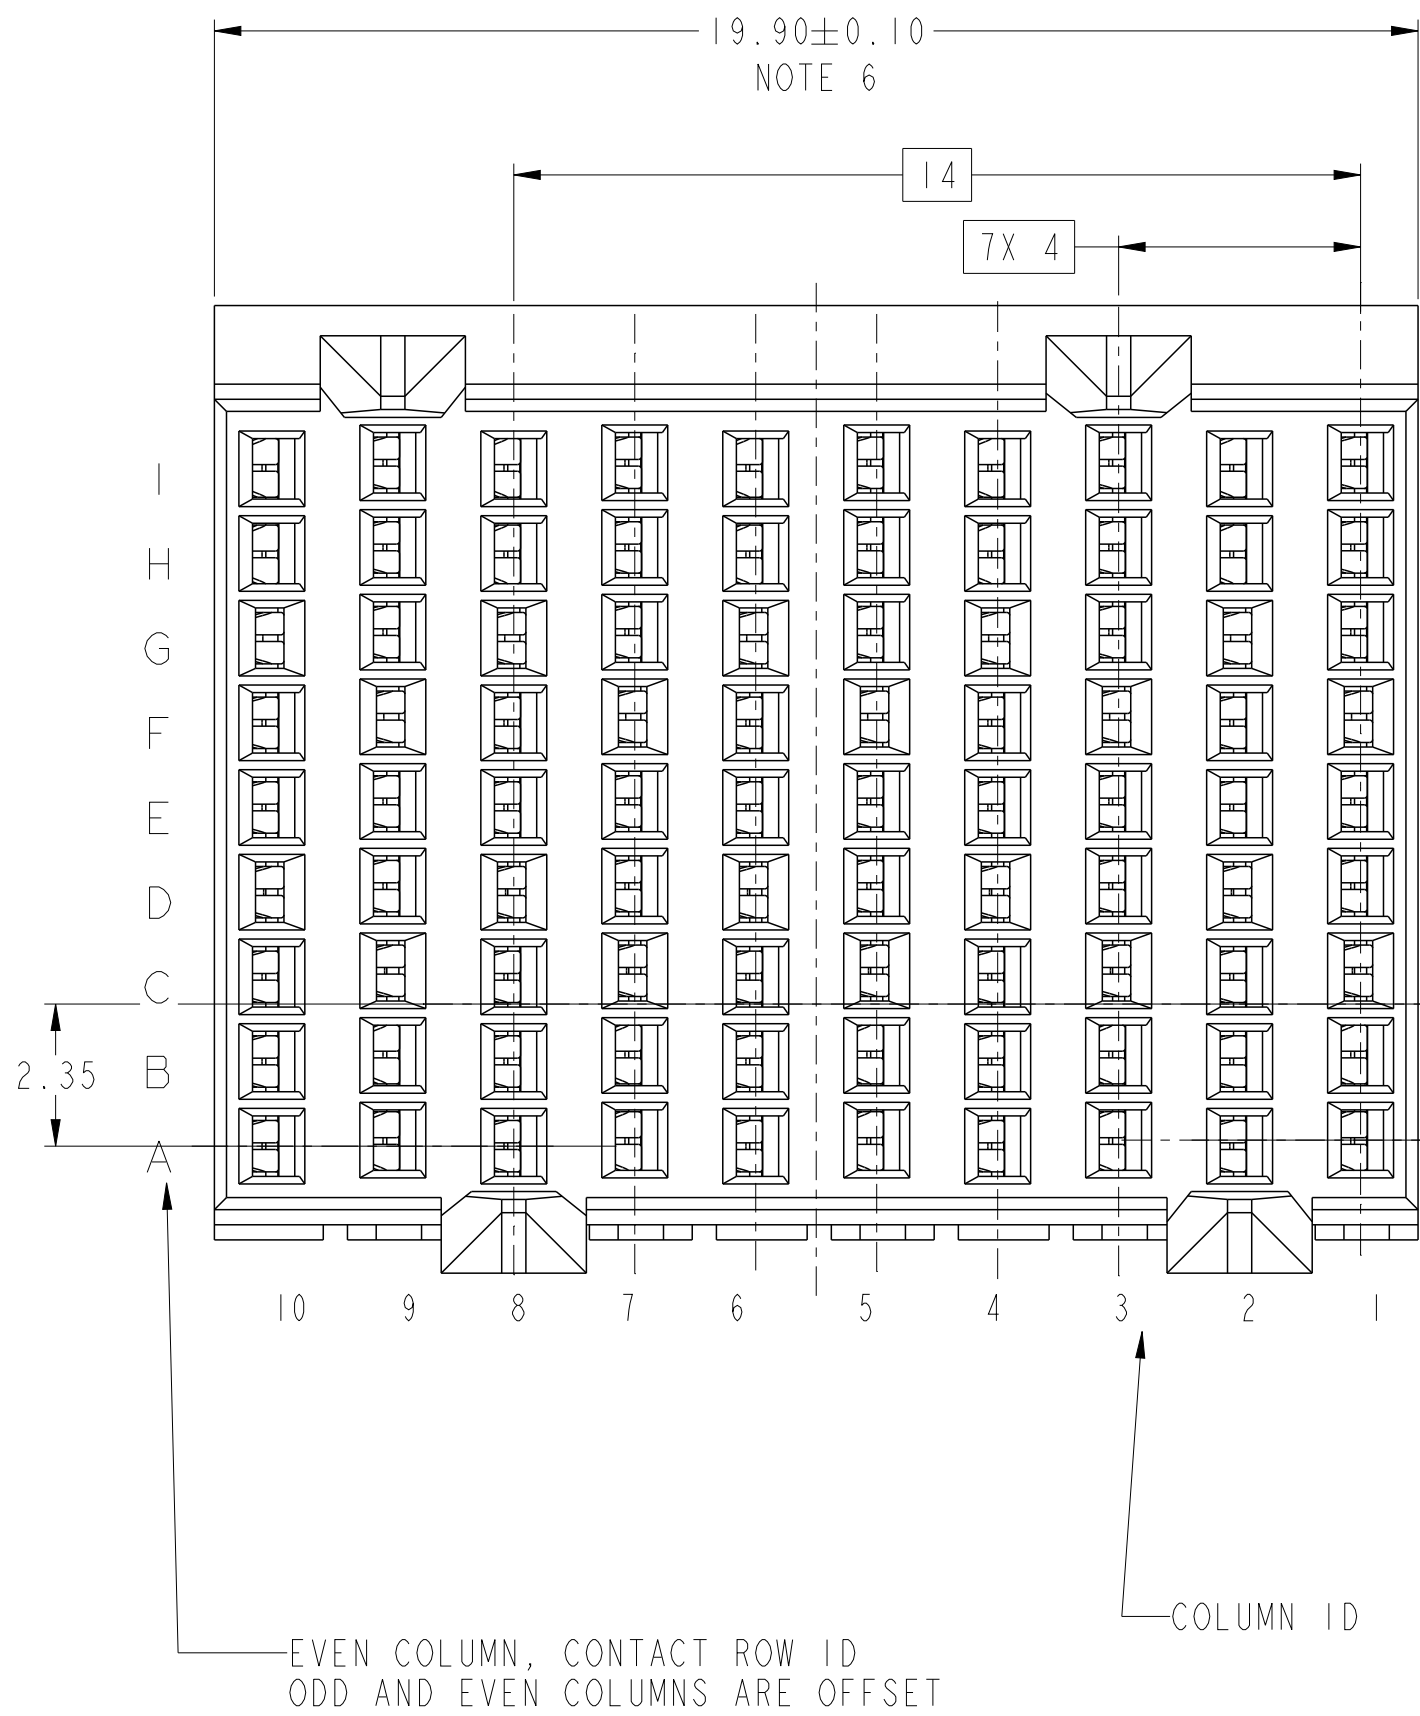 19.90±0.10
NOTE 6
14
7X 4
I
H
G
F
E
D
C
2.35 B
A
10 9 8 7 6 5 4 3 2 1
COLUMN ID
EVEN COLUMN, CONTACT ROW ID
ODD AND EVEN COLUMNS ARE OFFSET